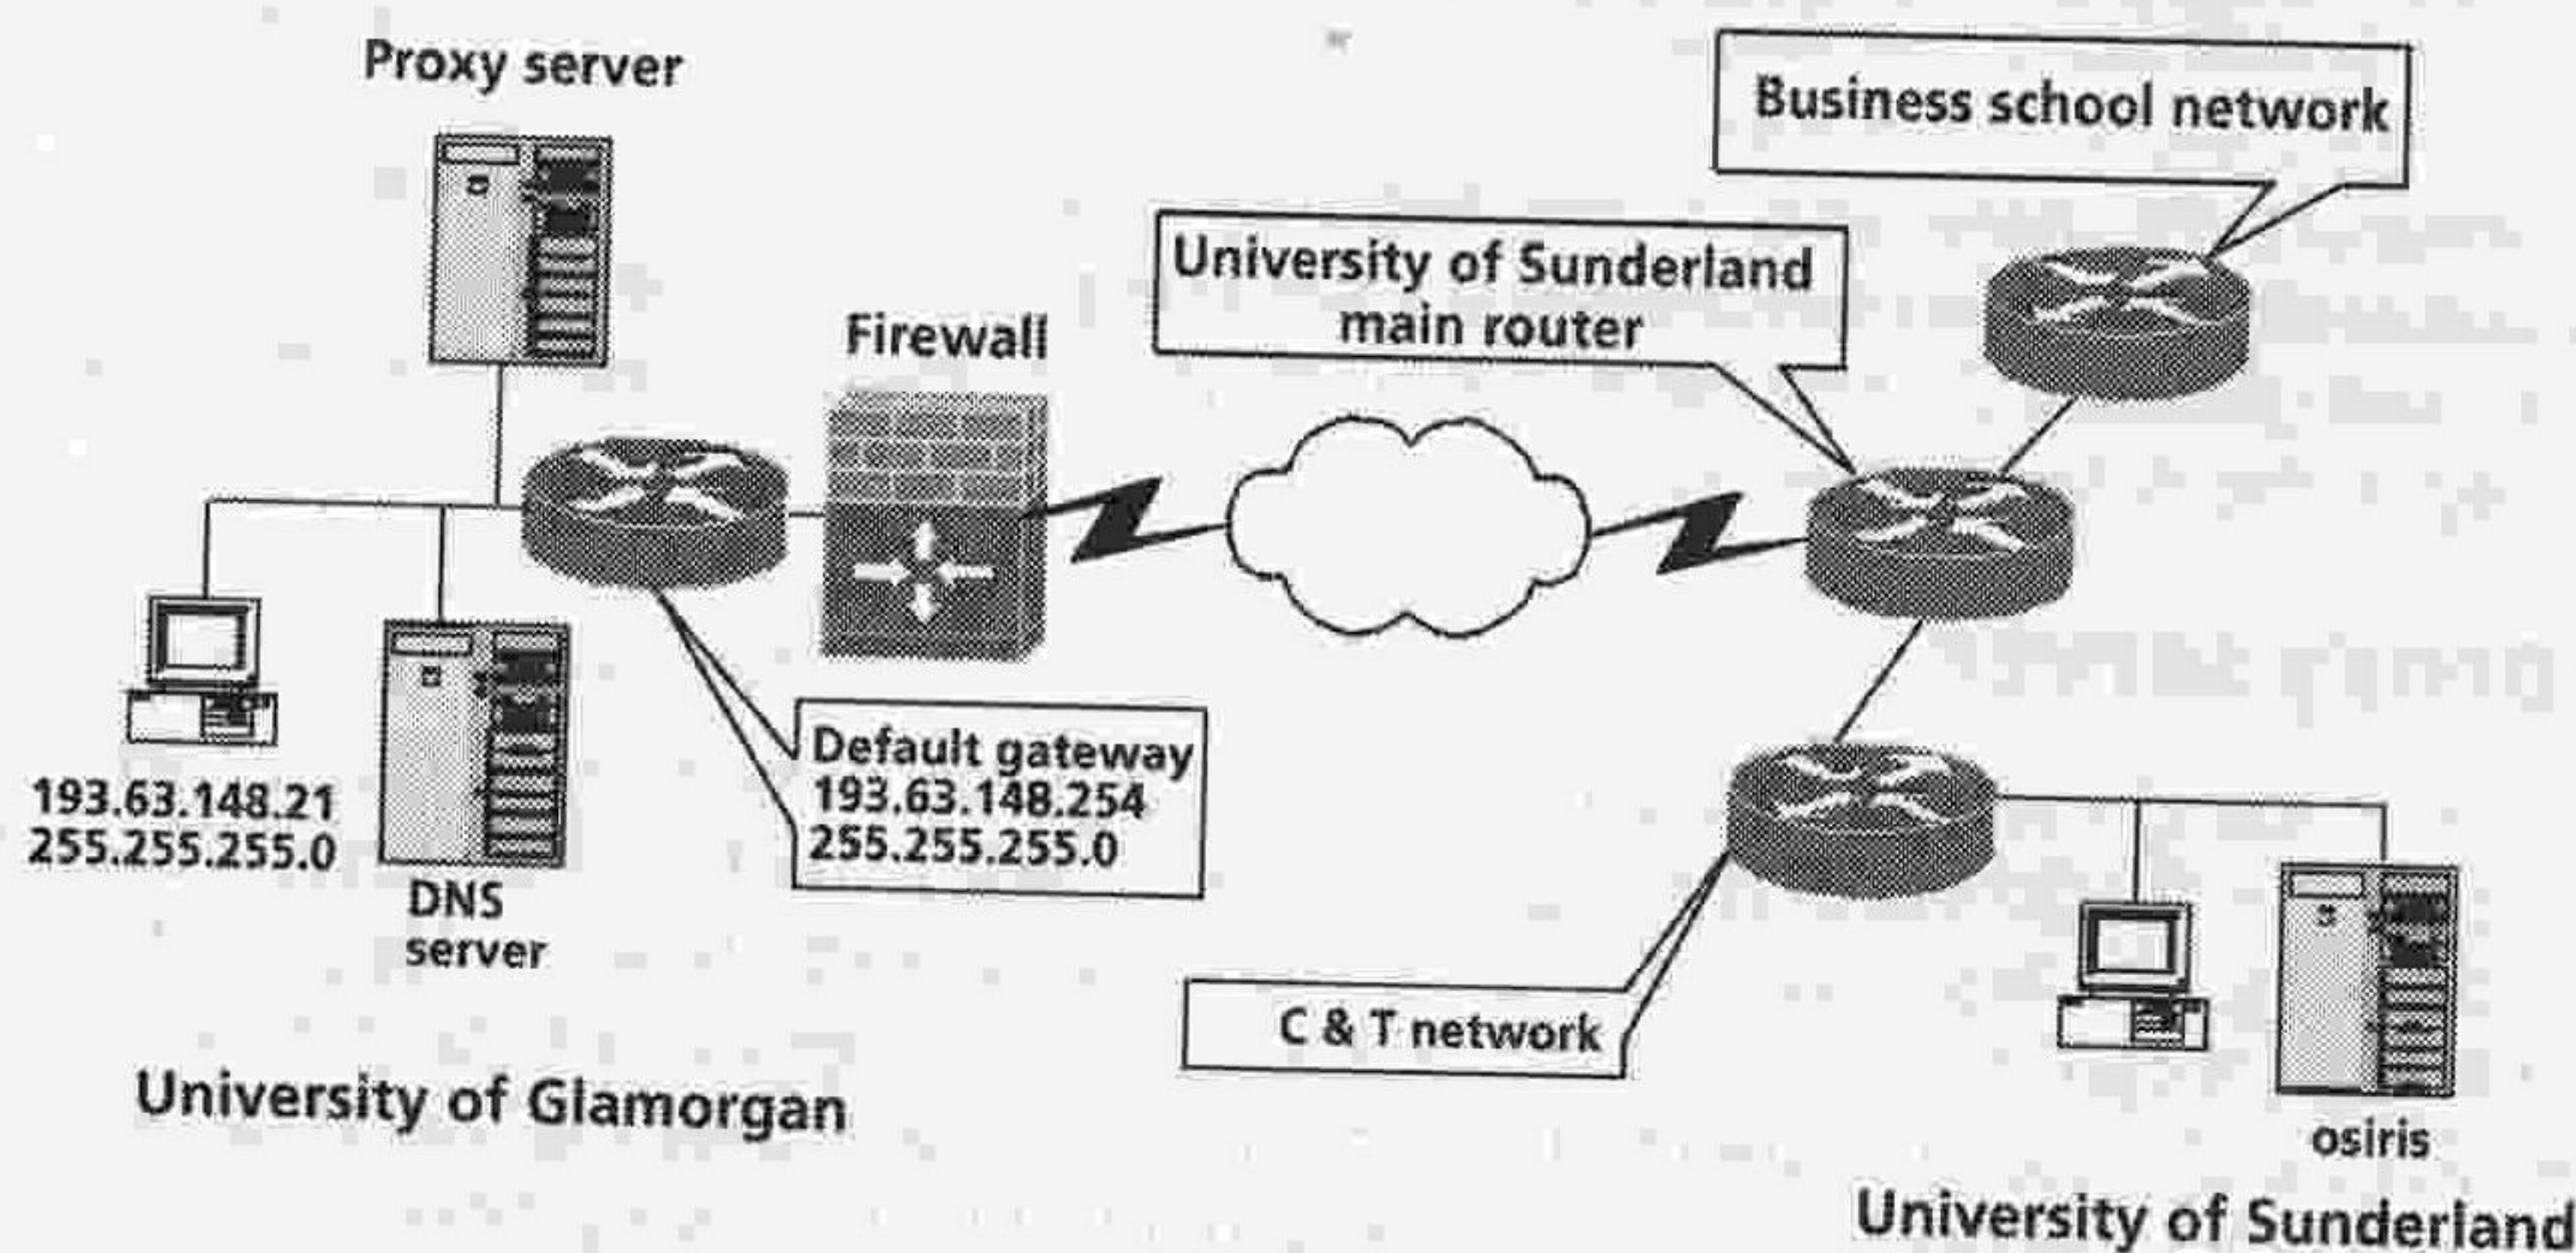 Proxy server
Business school network
University of Sunderland
main router
Firewall
Default gateway
193.63.148.254
255.255.255.0
193.63.148.21
255.255.255.0
DNS
server
C & T network
University of Glamorgan
osiris
University of Sunderland